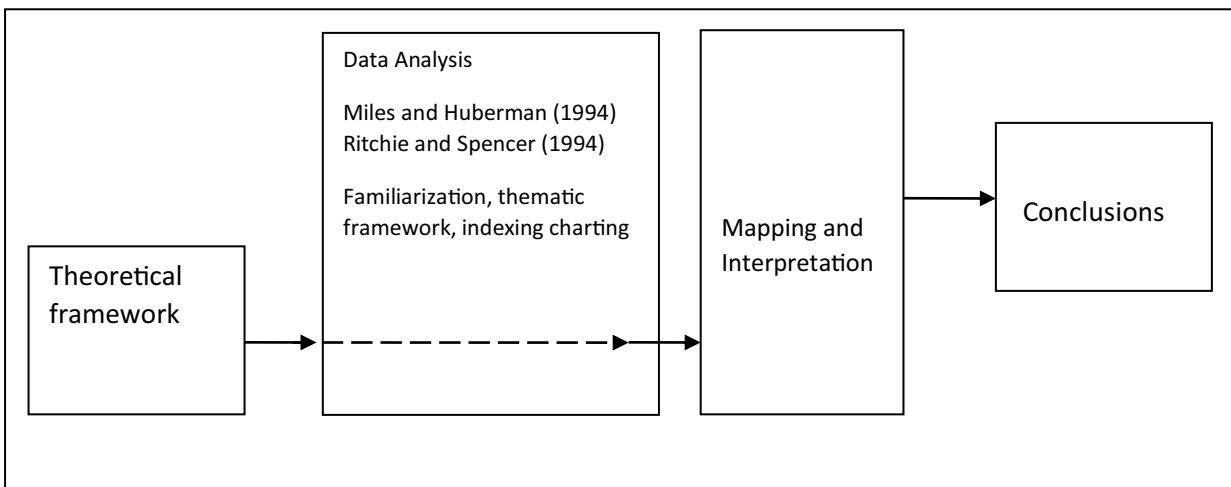 Theoretical
framework
Data Analysis
Miles and Huberman (1994)
Ritchie and Spencer (1994)
Familiarization, thematic
framework, indexing charting
Mapping and
Interpretation
Conclusions